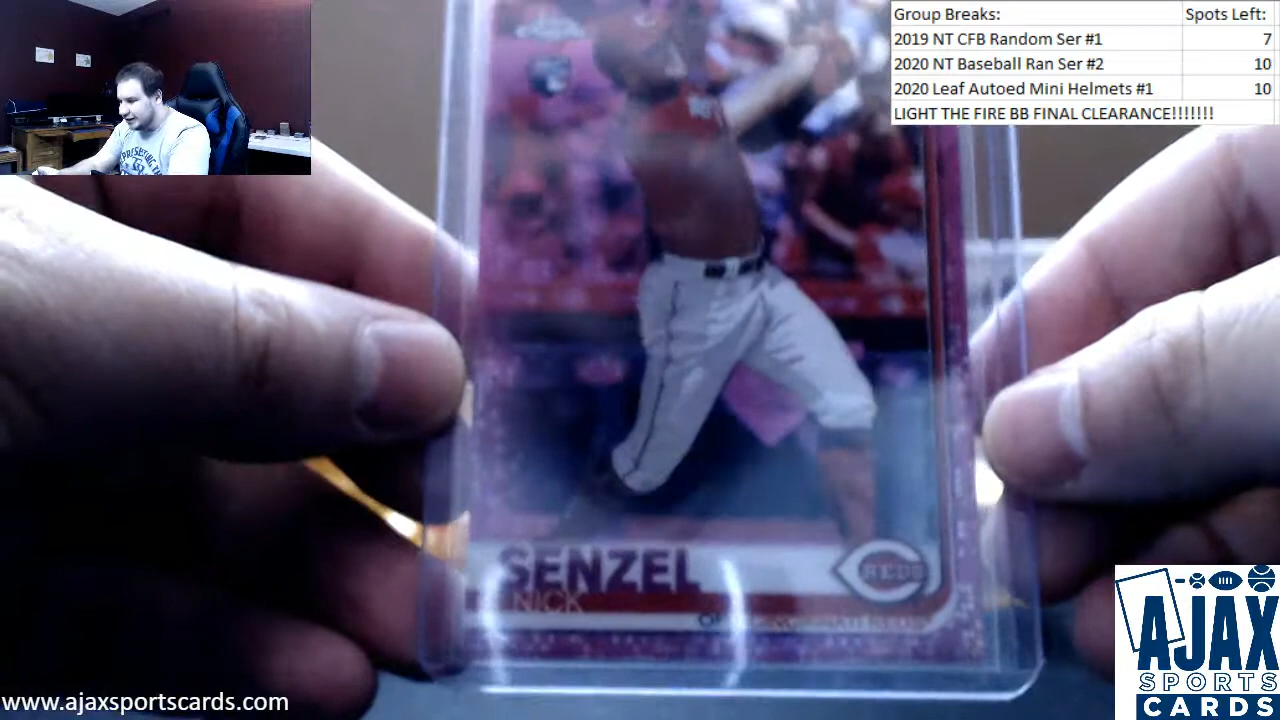 Group Breaks: Spots Left:
2019 NT CFB Random Ser #1 7
2020 NT Baseball Ran Ser #2 10
2020 Leaf Autoed Mini Helmets #1 10
LIGHT THE FIRE BB FINAL CLEARANCE!!!!!!!
SENZEL
NICK
REDS
www.ajaxsportscards.com
AJAX
SPORTS
CARDS